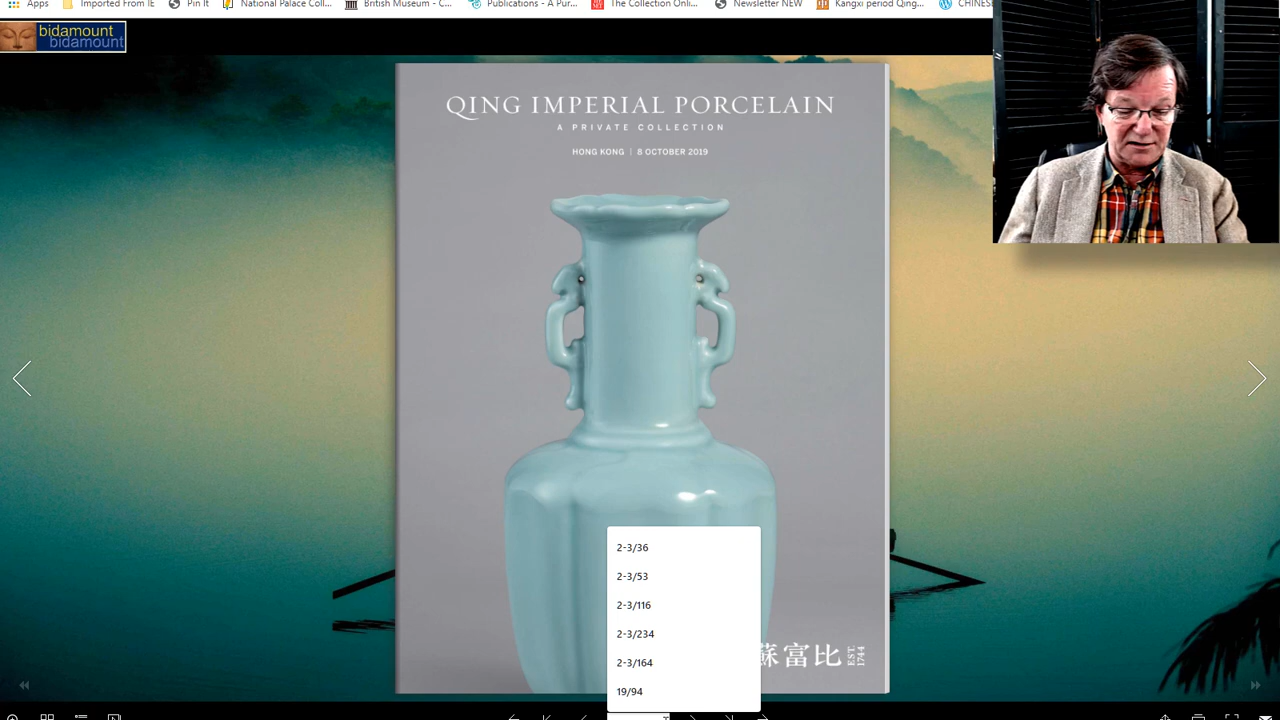 Apps
Imported From IE
Pin It
National Palace Coll...
British Museum - C...
Publications - A Pur...
The Collection Onli...
Newsletter NEW
Kangxi period Qing...
CHINES
bidamount
bidamount
QING IMPERIAL PORCELAIN
A PRIVATE COLLECTION
HONG KONG | 8 OCTOBER 2019
2-3/36
2-3/53
2-3/116
2-3/234
2-3/164
19/94
蘇富比
EST.
1744